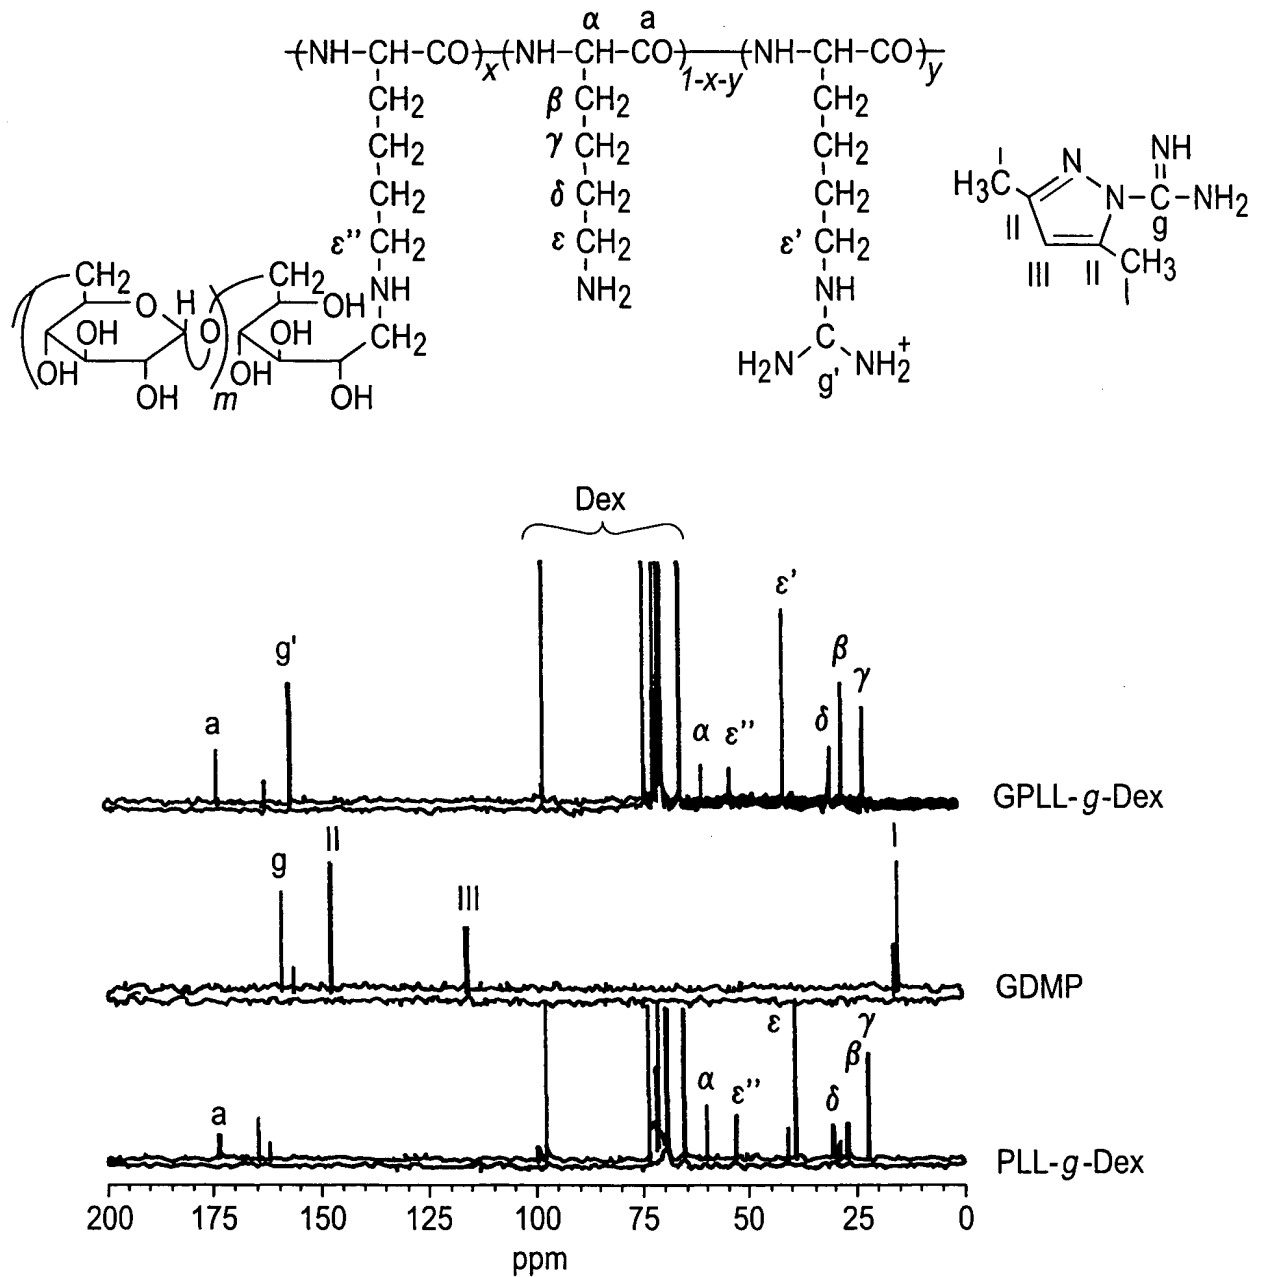 α a
-(NH-CH-CO)x(NH-CH-CO)1-x-y(NH-CH-CO)y
CH2 β CH2 CH2
CH2 γ CH2 CH2
CH2 δ CH2 CH2
ε’’ CH2 ε CH2 ε’ CH2
NH NH2 NH
CH2 CH2 OH CH2
O H O
OH OH
OH OH OH OH
m
C
H2N NH2+
g'
I
H3C N N C NH NH2
II g
III II CH3
I
Dex
g' ε’
a α ε’’ δ β γ
GPLL-g-Dex
g II III I
GDMP
a α ε’’ ε δ β γ
PLL-g-Dex
200 175 150 125 100 75 50 25 0
ppm